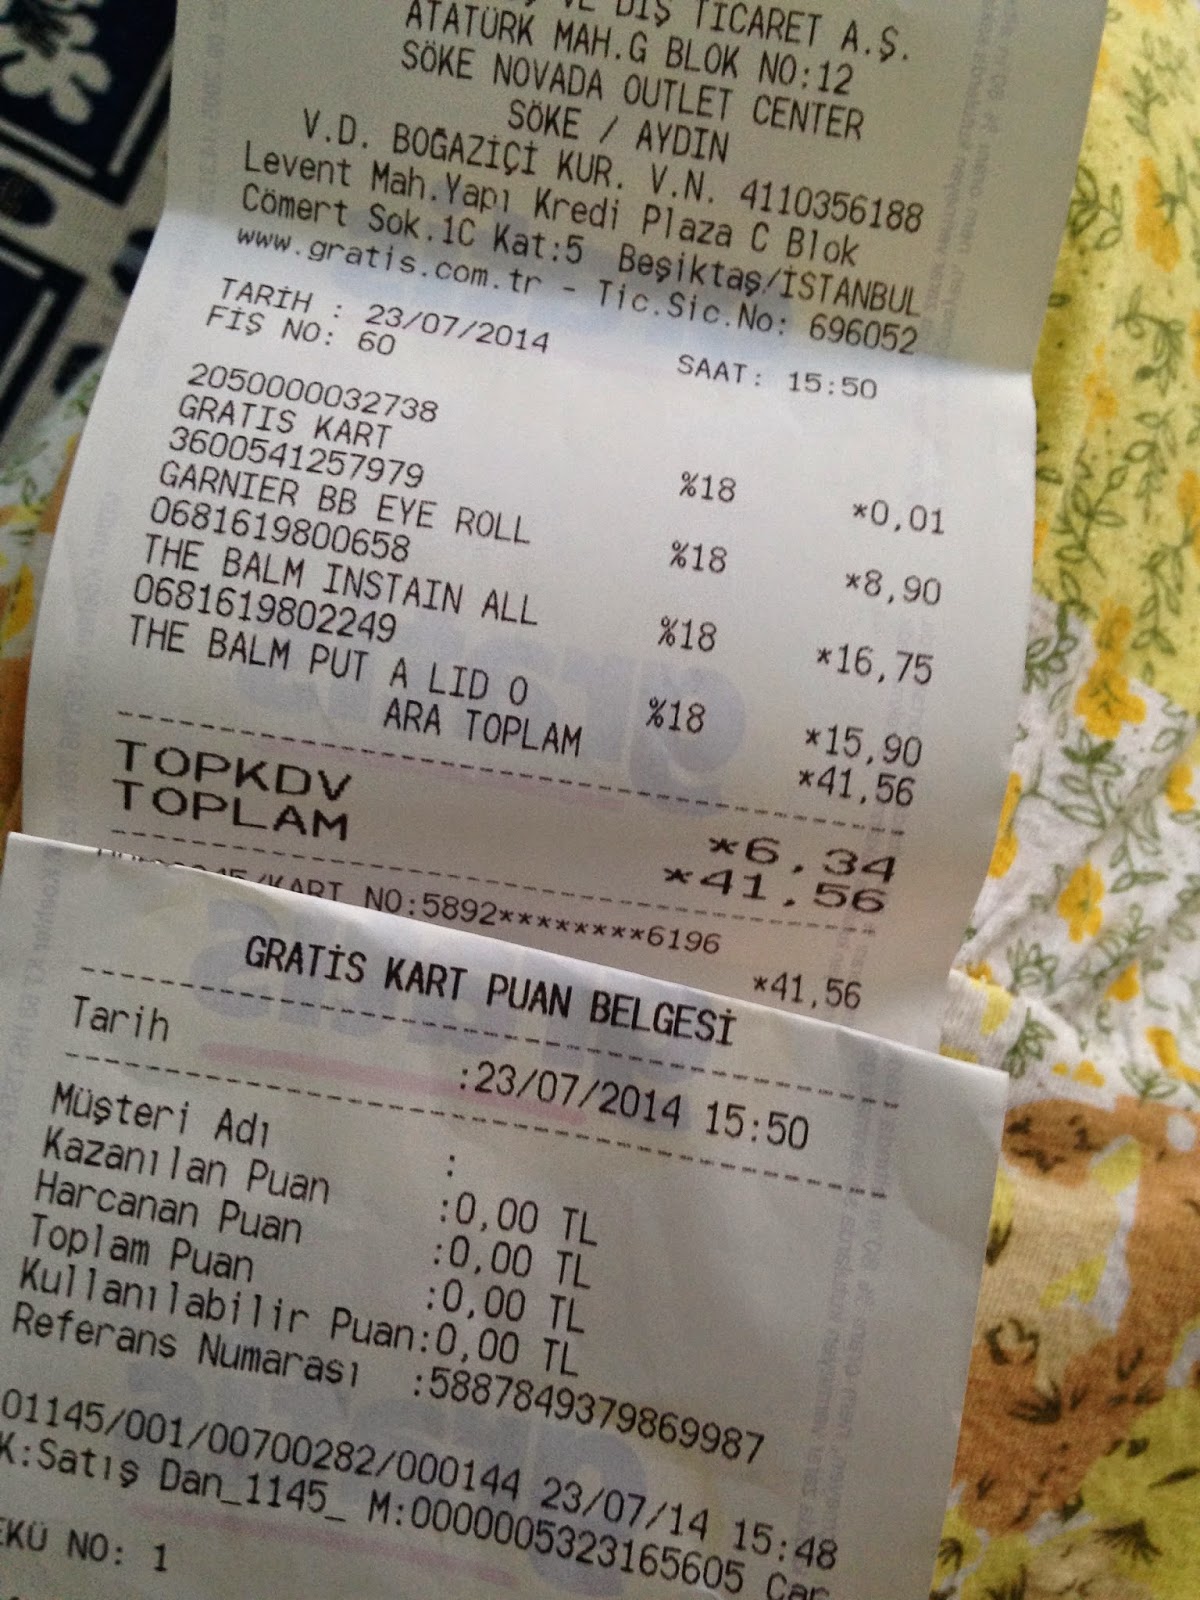 VE DIŞ TİCARET A.Ş.
ATATÜRK MAH.G BLOK NO:12
SÖKE NOVADA OUTLET CENTER
SÖKE / AYDIN
V.D. BOĞAZİÇİ KUR. V.N. 4110356188
Levent Mah.Yapı Kredi Plaza C Blok
Cömert Sok.1C Kat:5 Beşiktaş/İSTANBUL
www.gratis.com.tr - Tic.Sic.No: 696052
TARİH : 23/07/2014 SAAT: 15:50
FİŞ NO: 60
2050000032738
GRATIS KART %18 *0,01
3600541257979
GARNIER BB EYE ROLL %18 *8,90
0681619800658
THE BALM INSTAIN ALL %18 *16,75
0681619802249
THE BALM PUT A LID O %18 *15,90
ARA TOPLAM *41,56
TOPKDV *6,34
TOPLAM *41,56
/KART NO:5892********6196
*41,56
GRATİS KART PUAN BELGESİ
Tarih :23/07/2014 15:50
Müşteri Adı :
Kazanılan Puan :0,00 TL
Harcanan Puan :0,00 TL
Toplam Puan :0,00 TL
Kullanılabilir Puan:0,00 TL
Referans Numarası :5887849379869987
01145/001/00700282/000144 23/07/14 15:48
K:Satış Dan_1145_ M:0000005323165605 Car
EKÜ NO: 1